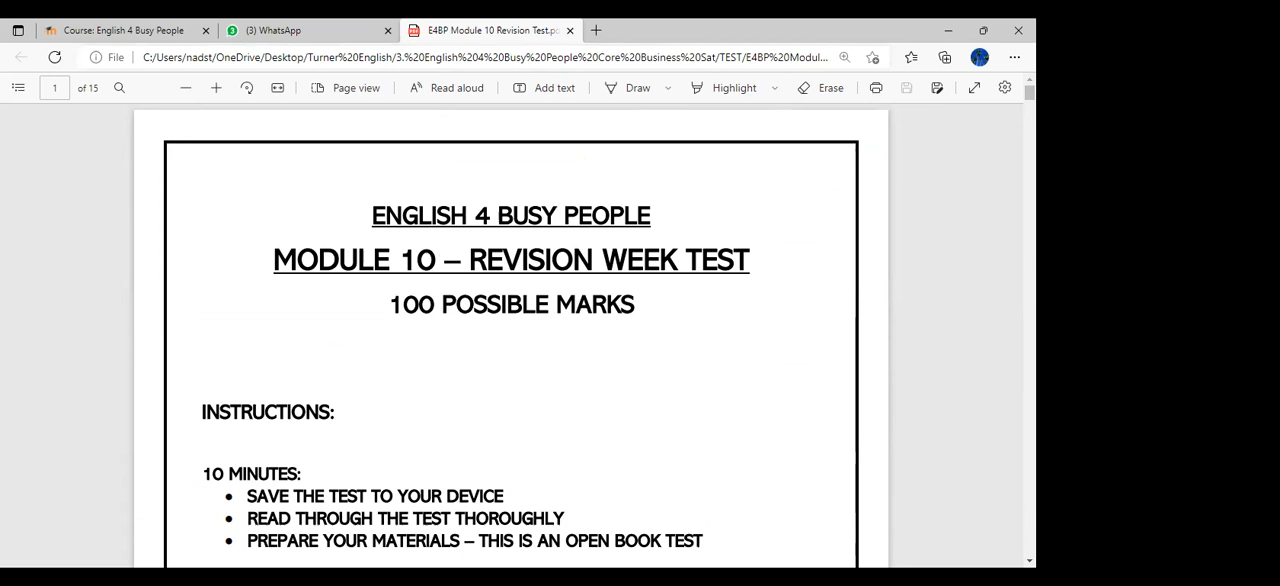 Course: English 4 Busy People
(3) WhatsApp
E4BP Module 10 Revision Test.pd
File
C:/Users/nadst/OneDrive/Desktop/Turner%20English/3.%20English%204%20Busy%20People%20Core%20Business%20Sat/TEST/E4BP%20Modul...
1 of 15
Page view
Read aloud
Add text
Draw
Highlight
Erase
ENGLISH 4 BUSY PEOPLE
MODULE 10 – REVISION WEEK TEST
100 POSSIBLE MARKS
INSTRUCTIONS:
10 MINUTES:
• SAVE THE TEST TO YOUR DEVICE
• READ THROUGH THE TEST THOROUGHLY
• PREPARE YOUR MATERIALS – THIS IS AN OPEN BOOK TEST